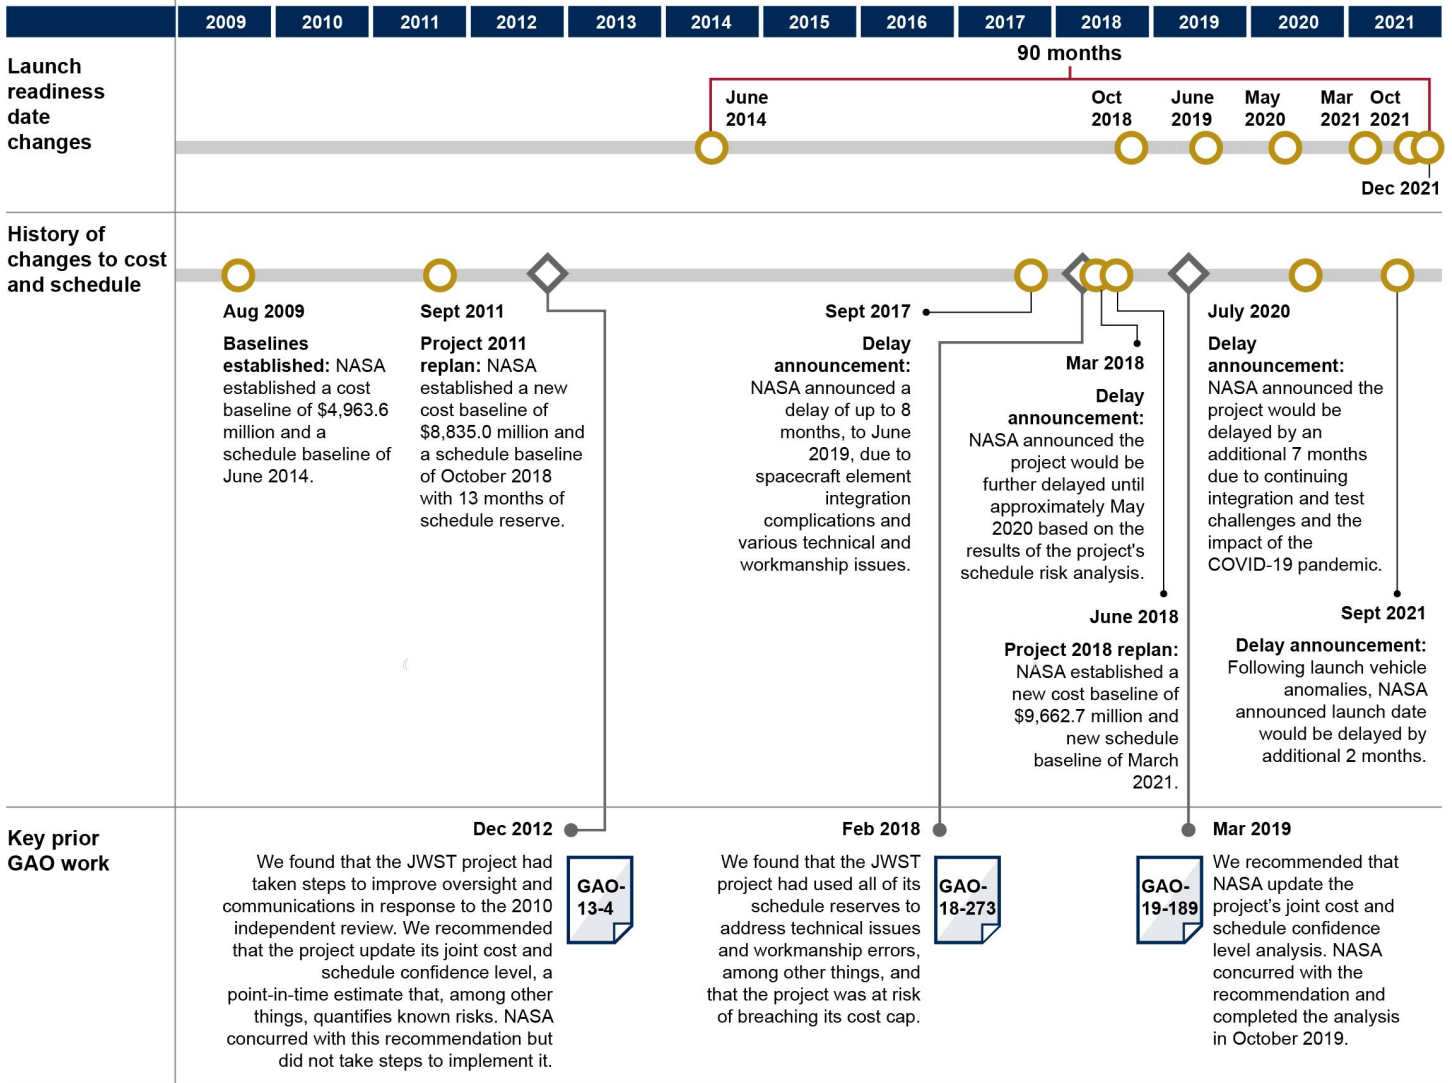 2009 2010 2011 2012 2013 2014 2015 2016 2017 2018 2019 2020 2021
Launch
readiness
date
changes
90 months
June
2014
Oct
2018
June
2019
May
2020
Mar
2021
Oct
2021
Dec 2021
History of
changes to cost
and schedule
Aug 2009
Baselines
established: NASA
established a cost
baseline of $4,963.6
million and a
schedule baseline of
June 2014.
Sept 2011
Project 2011
replan: NASA
established a new
cost baseline of
$8,835.0 million and
a schedule baseline
of October 2018
with 13 months of
schedule reserve.
Sept 2017
Delay
announcement:
NASA announced a
delay of up to 8
months, to June
2019, due to
spacecraft element
integration
complications and
various technical and
workmanship issues.
Mar 2018
Delay
announcement:
NASA announced the
project would be
further delayed until
approximately May
2020 based on the
results of the project's
schedule risk analysis.
June 2018
Project 2018 replan:
NASA established a
new cost baseline of
$9,662.7 million and
new schedule
baseline of March
2021.
July 2020
Delay
announcement:
NASA announced the
project would be
delayed by an
additional 7 months
due to continuing
integration and test
challenges and the
impact of the
COVID-19 pandemic.
Sept 2021
Delay announcement:
Following launch vehicle
anomalies, NASA
announced launch date
would be delayed by
additional 2 months.
Key prior
GAO work
Dec 2012
We found that the JWST project had
taken steps to improve oversight and
communications in response to the 2010
independent review. We recommended
that the project update its joint cost and
schedule confidence level, a
point-in-time estimate that, among other
things, quantifies known risks. NASA
concurred with this recommendation but
did not take steps to implement it.
GAO-
13-4
Feb 2018
We found that the JWST
project had used all of its
schedule reserves to
address technical issues
and workmanship errors,
among other things, and
that the project was at risk
of breaching its cost cap.
GAO-
18-273
GAO-
19-189
Mar 2019
We recommended that
NASA update the
project’s joint cost and
schedule confidence
level analysis. NASA
concurred with the
recommendation and
completed the analysis
in October 2019.